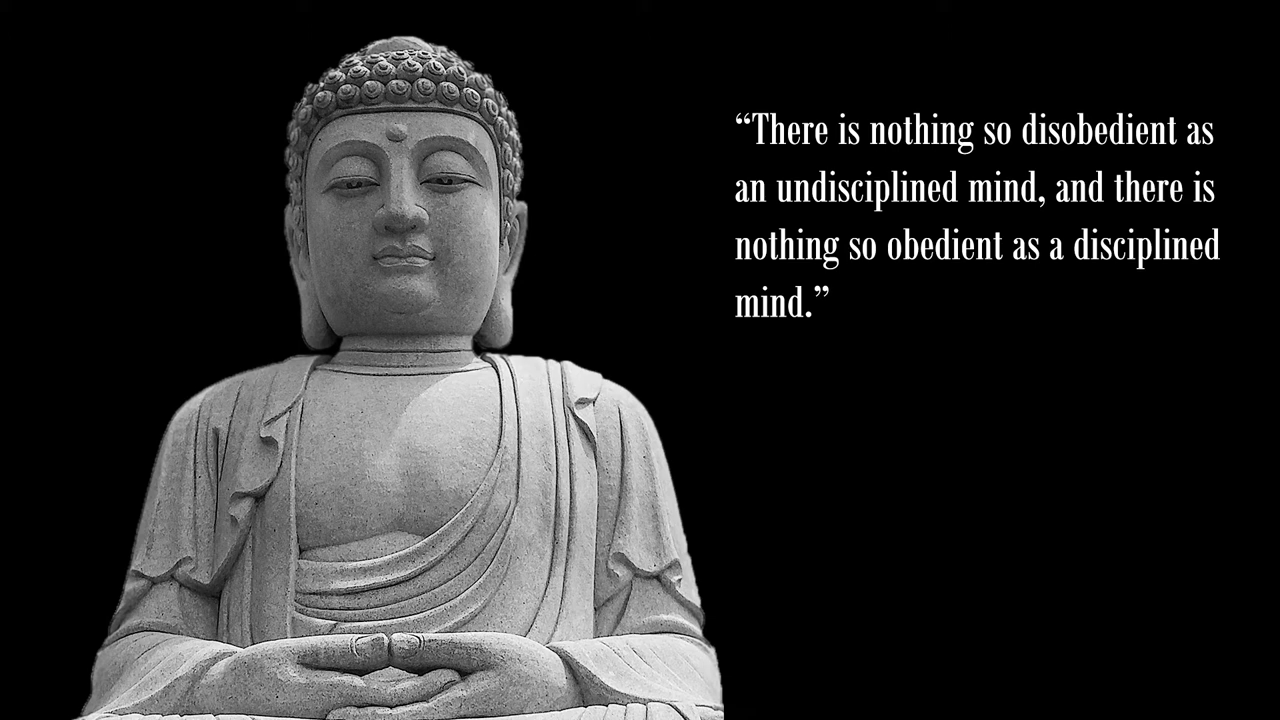 “There is nothing so disobedient as
an undisciplined mind, and there is
nothing so obedient as a disciplined
mind.”